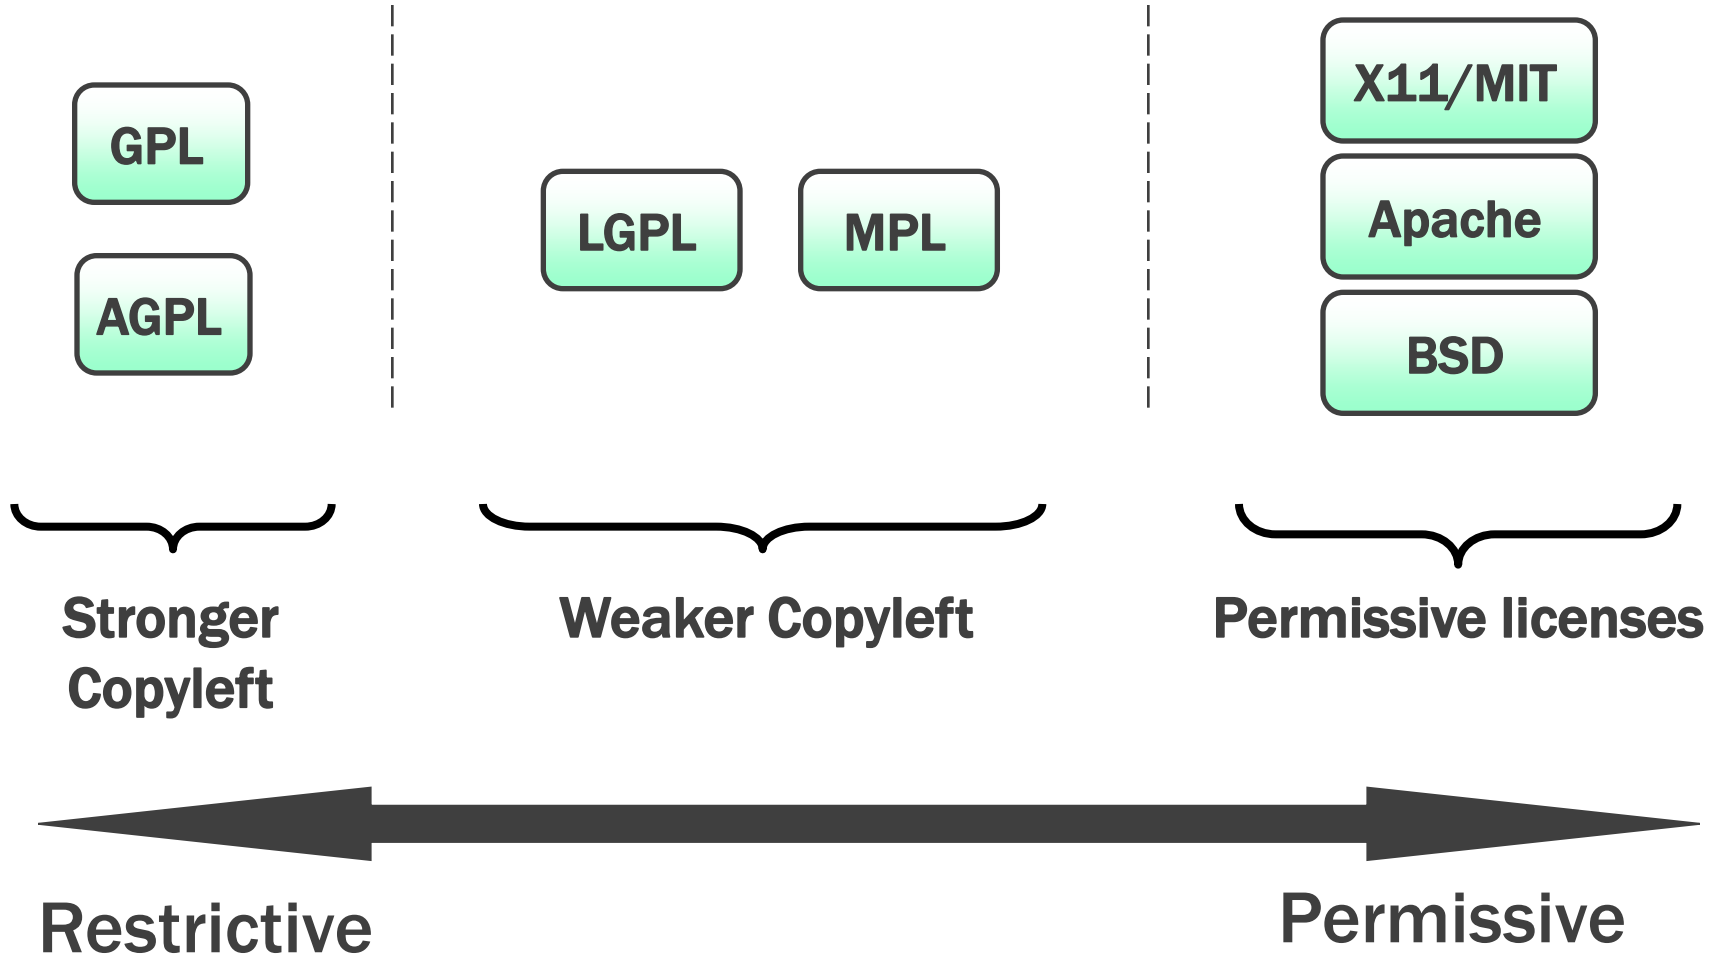 GPL
AGPL
LGPL
MPL
X11/MIT
Apache
BSD
Stronger
Copyleft
Weaker Copyleft
Permissive licenses
Restrictive
Permissive